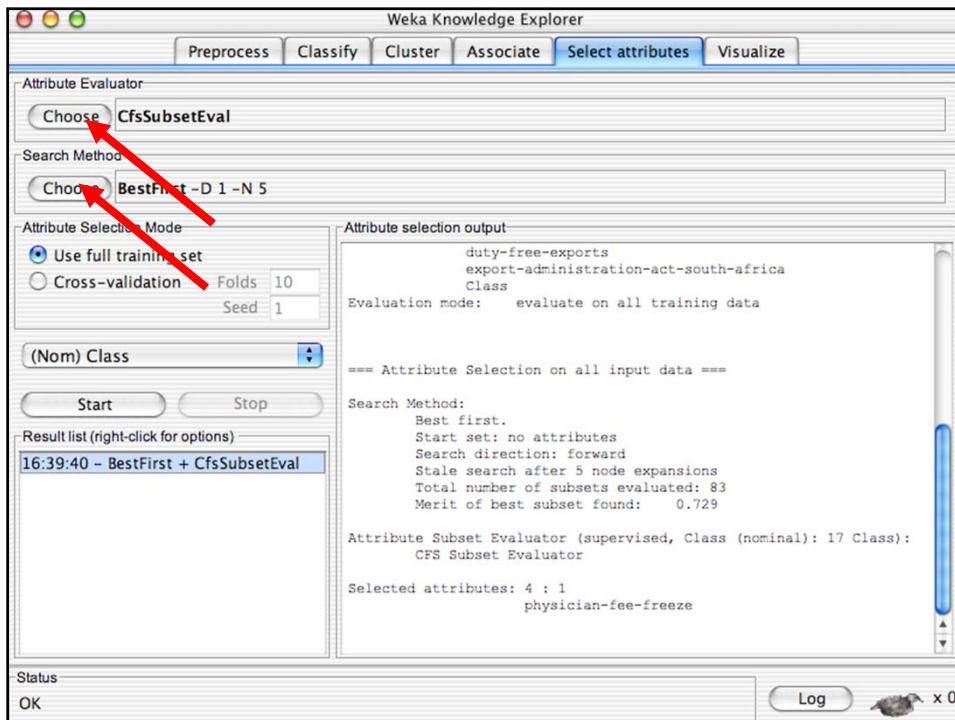 Weka Knowledge Explorer
Preprocess Classify Cluster Associate Select attributes Visualize
Attribute Evaluator
Choose CfsSubsetEval
Search Method
Choose BestFirst -D 1 -N 5
Attribute Selection Mode
Use full training set
Cross-validation Folds 10
Seed 1
(Nom) Class
Start Stop
Result list (right-click for options)
16:39:40 - BestFirst + CfsSubsetEval
Attribute selection output
duty-free-exports
export-administration-act-south-africa
Class
Evaluation mode: evaluate on all training data
=== Attribute Selection on all input data ===
Search Method:
Best first.
Start set: no attributes
Search direction: forward
Stale search after 5 node expansions
Total number of subsets evaluated: 83
Merit of best subset found: 0.729
Attribute Subset Evaluator (supervised, Class (nominal): 17 Class):
CFS Subset Evaluator
Selected attributes: 4 : 1
physician-fee-freeze
Status
OK
Log x 0